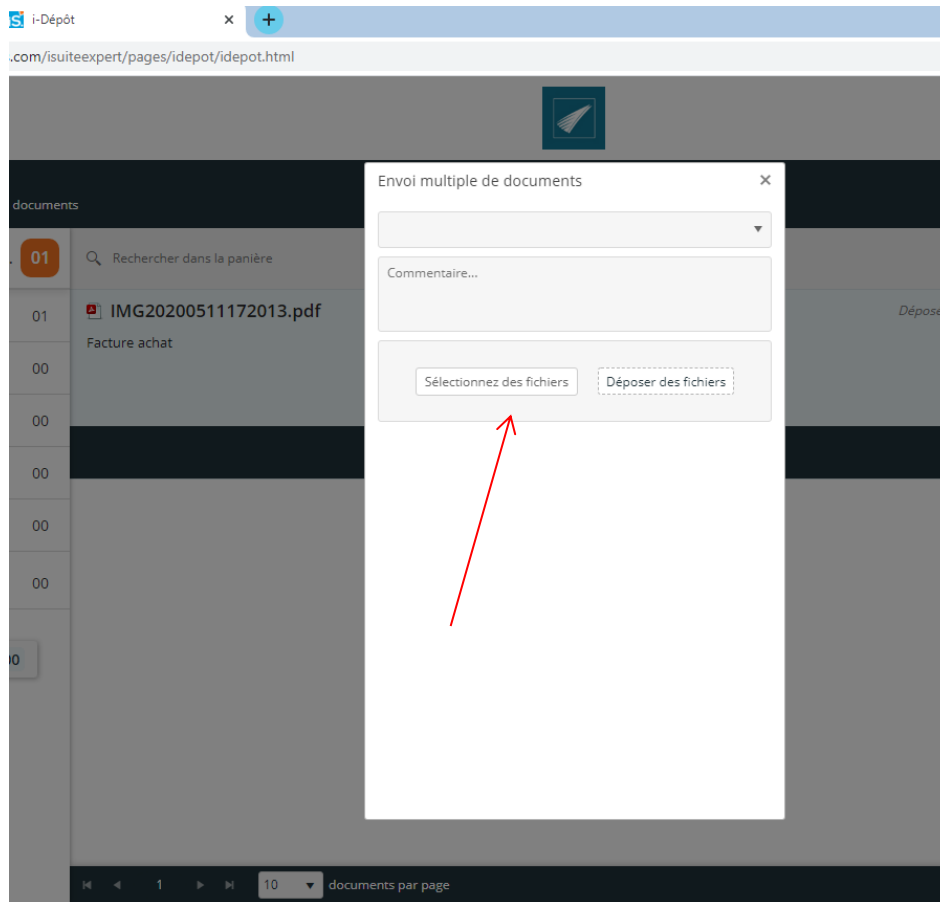 i-Dépôt
.com/isuiteexpert/pages/idepot/idepot.html
Envoi multiple de documents
documents
01
Rechercher dans la panière
Commentaire...
01
IMG20200511172013.pdf
Facture achat
Sélectionnez des fichiers
Déposer des fichiers
00
00
00
00
00
1
10
documents par page